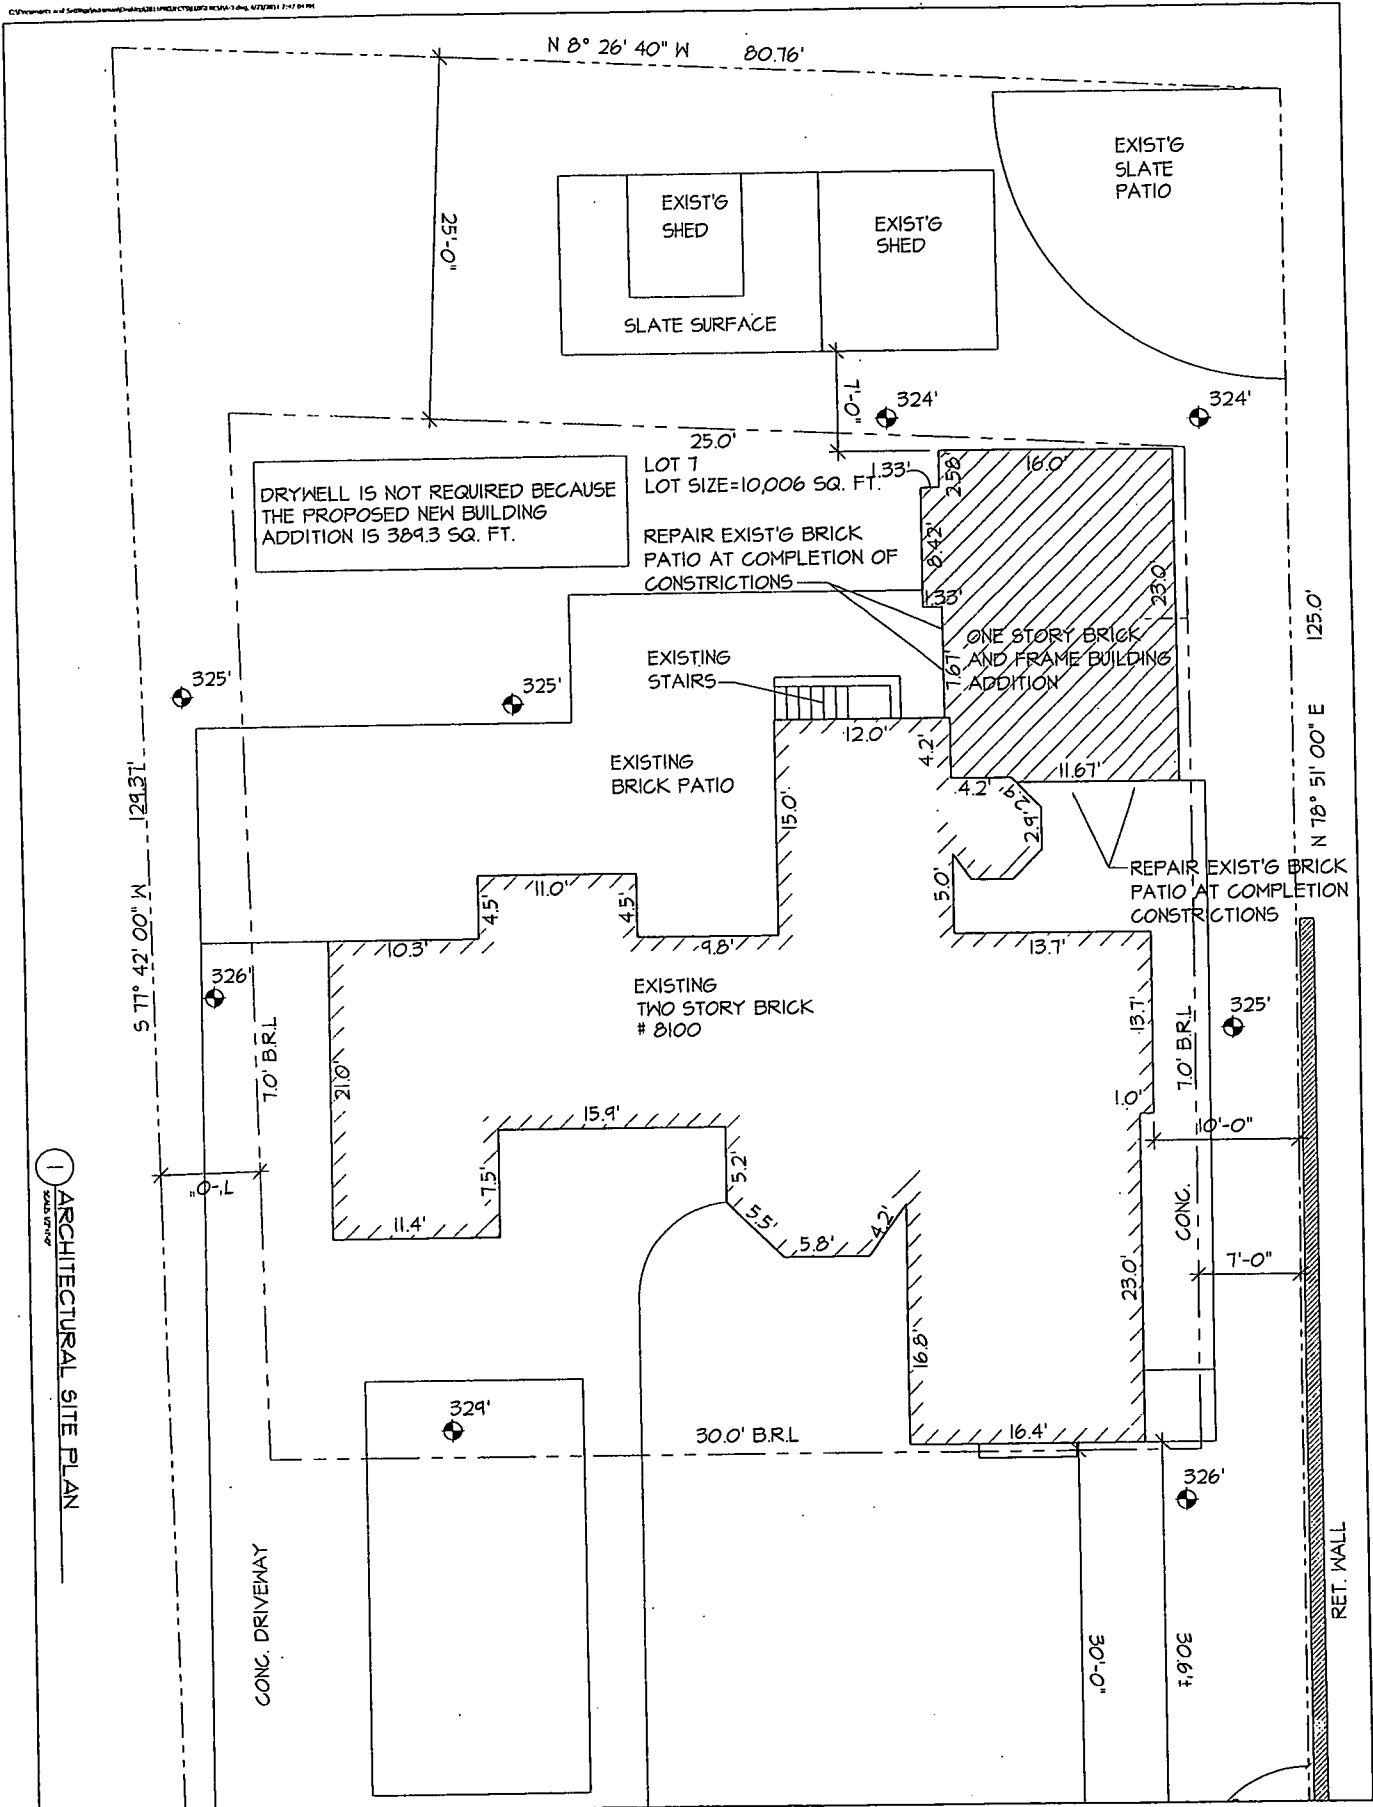 N 8° 26' 40" W 80.76'
EXIST'G
SLATE
PATIO
EXIST'G
SHED
EXIST'G
SHED
25'-0"
SLATE SURFACE
7'-0"
324'
324'
25.0'
LOT 7
LOT SIZE=10,006 SQ. FT.
1.33'
2.58'
16.0'
DRYWELL IS NOT REQUIRED BECAUSE
THE PROPOSED NEW BUILDING
ADDITION IS 389.3 SQ. FT.
REPAIR EXIST'G BRICK
PATIO AT COMPLETION OF
CONSTRICTIONS
8.42'
1.33'
23.0'
ONE STORY BRICK
AND FRAME BUILDING
ADDITION
7.67'
N 78° 51' 00" E 125.0'
EXISTING
STAIRS
325'
325'
12.0'
4.2'
EXISTING
BRICK PATIO
15.0'
4.2'
2.9'
2.9'
11.67'
S 77° 42' 00" W 129.37'
REPAIR EXIST'G BRICK
PATIO AT COMPLETION
CONSTRICTIONS
5.0'
11.0'
4.5'
4.5'
10.3'
9.8'
13.7'
326'
EXISTING
TWO STORY BRICK
# 8100
13.7'
325'
7.0' B.R.L
7.0' B.R.L
21.0'
15.9'
1.0'
10'-0"
7'-0"
7.5'
5.2'
11.4'
5.5'
5.8'
4.2'
CONC.
7'-0"
23.0'
16.8'
1
ARCHITECTURAL SITE PLAN
329'
30.0' B.R.L
16.4'
326'
CONC. DRIVEWAY
30'-0"
30.6'±
RET. WALL